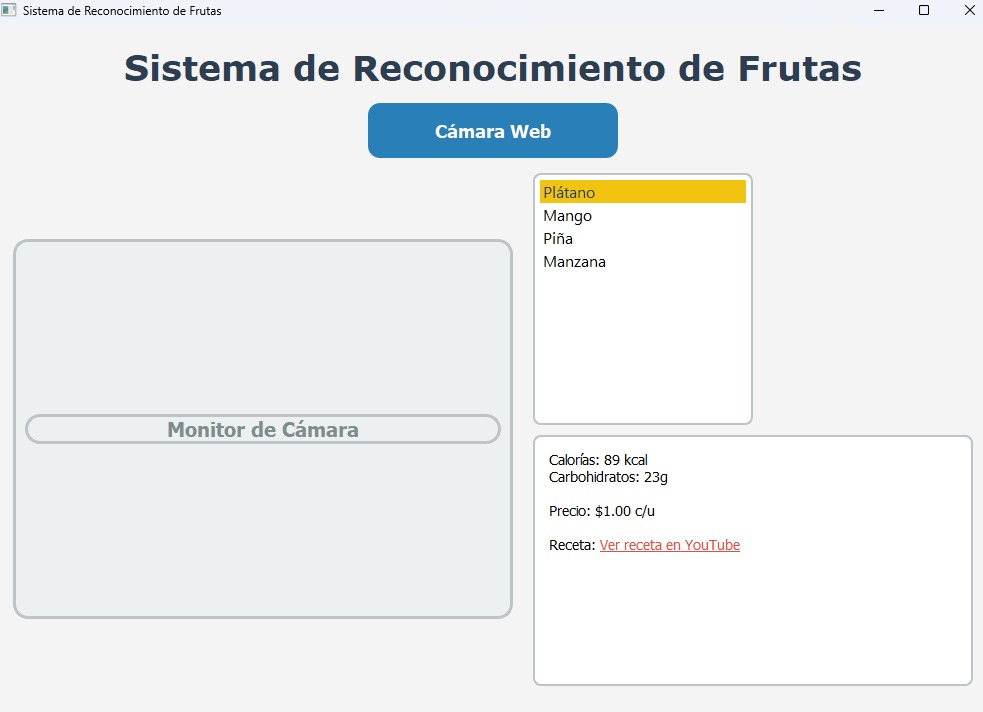 Sistema de Reconocimiento de Frutas
Sistema de Reconocimiento de Frutas
Cámara Web
Plátano
Mango
Piña
Manzana
Monitor de Cámara
Calorías: 89 kcal
Carbohidratos: 23g
Precio: $1.00 c/u
Receta: Ver receta en YouTube